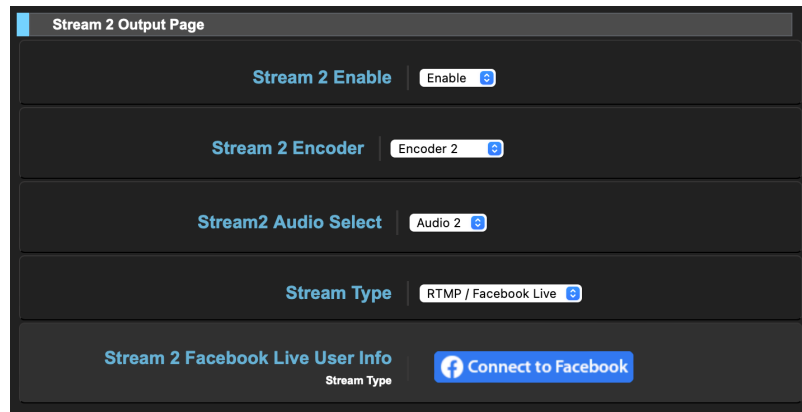 Stream 2 Output Page
Stream 2 Enable Enable
Stream 2 Encoder Encoder 2
Stream2 Audio Select Audio 2
Stream Type RTMP / Facebook Live
Stream 2 Facebook Live User Info
Stream Type
Connect to Facebook